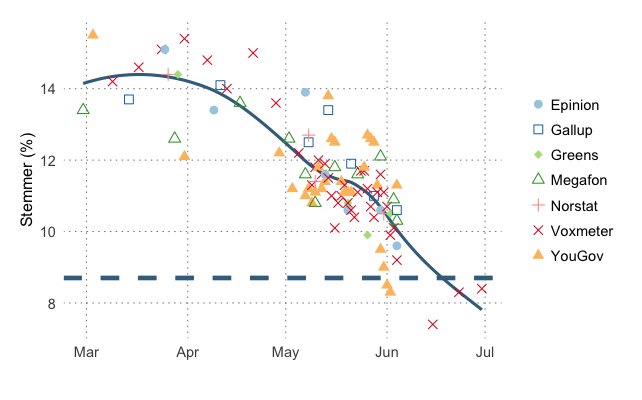 Stemmer (%)
14
12
10
8
Mar
Apr
May
Jun
Jul
Epinion
Gallup
Greens
Megafon
Norstat
Voxmeter
YouGov